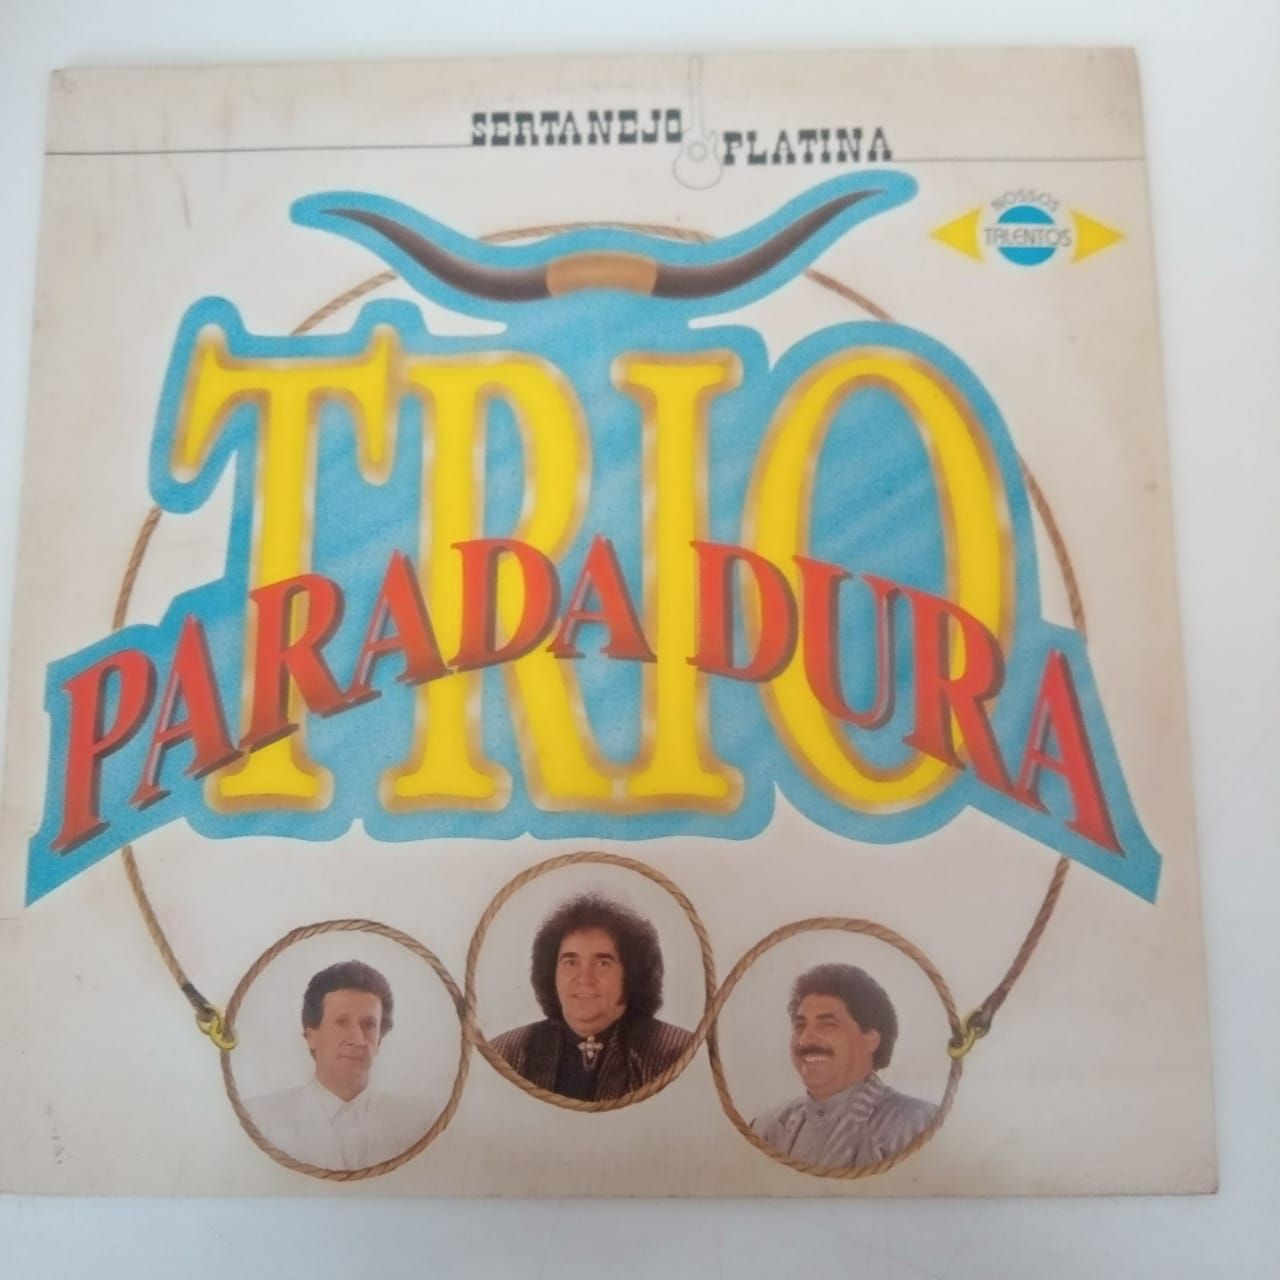 SERTANEJO PLATINA
NOSSOS
TALENTOS
TRIO
PARADA DURA